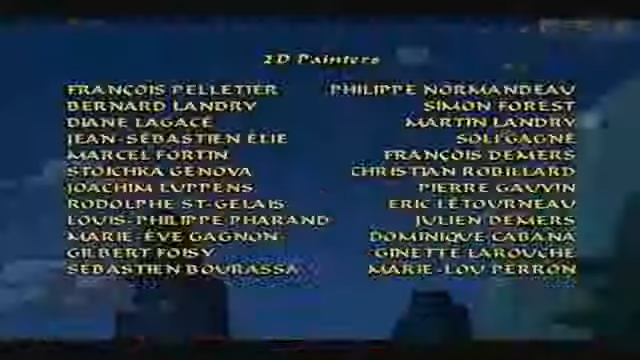 2D Painters
FRANÇOIS PELLETIER PHILIPPE NORMANDEAU
BERNARD LANDRY SIMON FOREST
DIANE LAGACÉ MARTIN LANDRY
JEAN-SÉBASTIEN ÉLIE SOLI GAGNÉ
MARCEL FORTIN FRANÇOIS DEMERS
STOICHKA GENOVA CHRISTIAN ROBILLARD
JOACHIM LUPPENS PIERRE GAUVIN
RODOLPHE ST-GELAIS ERIC LÉTOURNEAU
LOUIS-PHILIPPE PHARAND JULIEN DEMERS
MARIE-ÈVE GAGNON DOMINIQUE CABANA
GILBERT FOISY GINETTE LAROUCHE
SÉBASTIEN BOURASSA MARIE-LOU PERRON